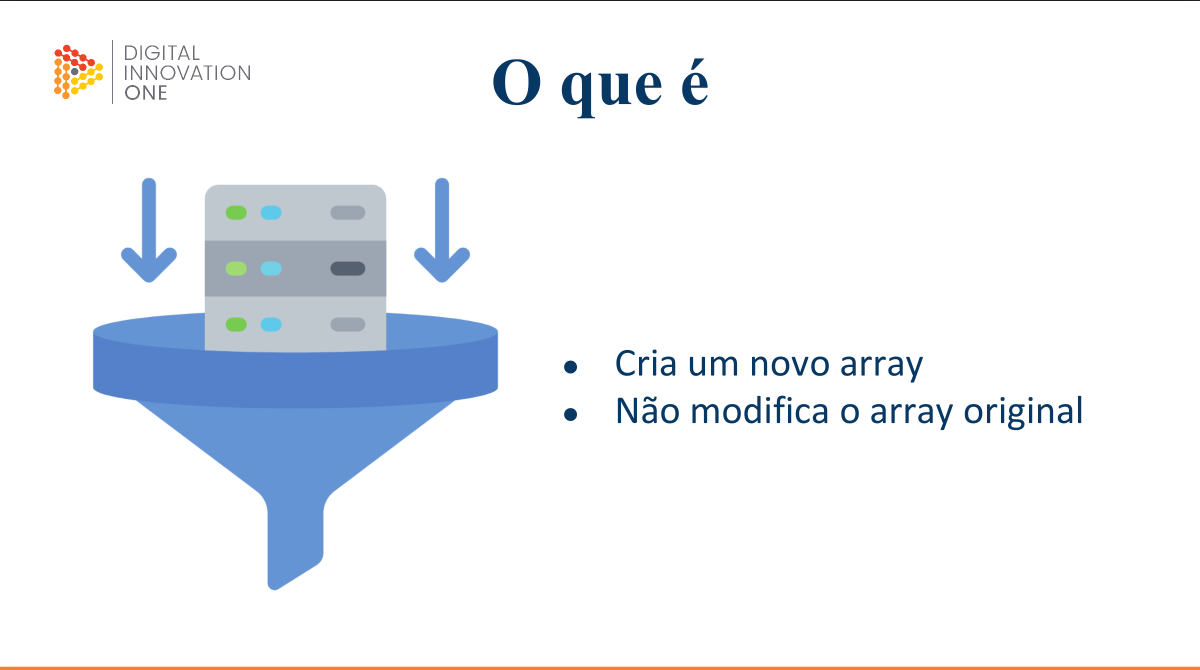 DIGITAL
INNOVATION
ONE
O que é
Cria um novo array
Não modifica o array original